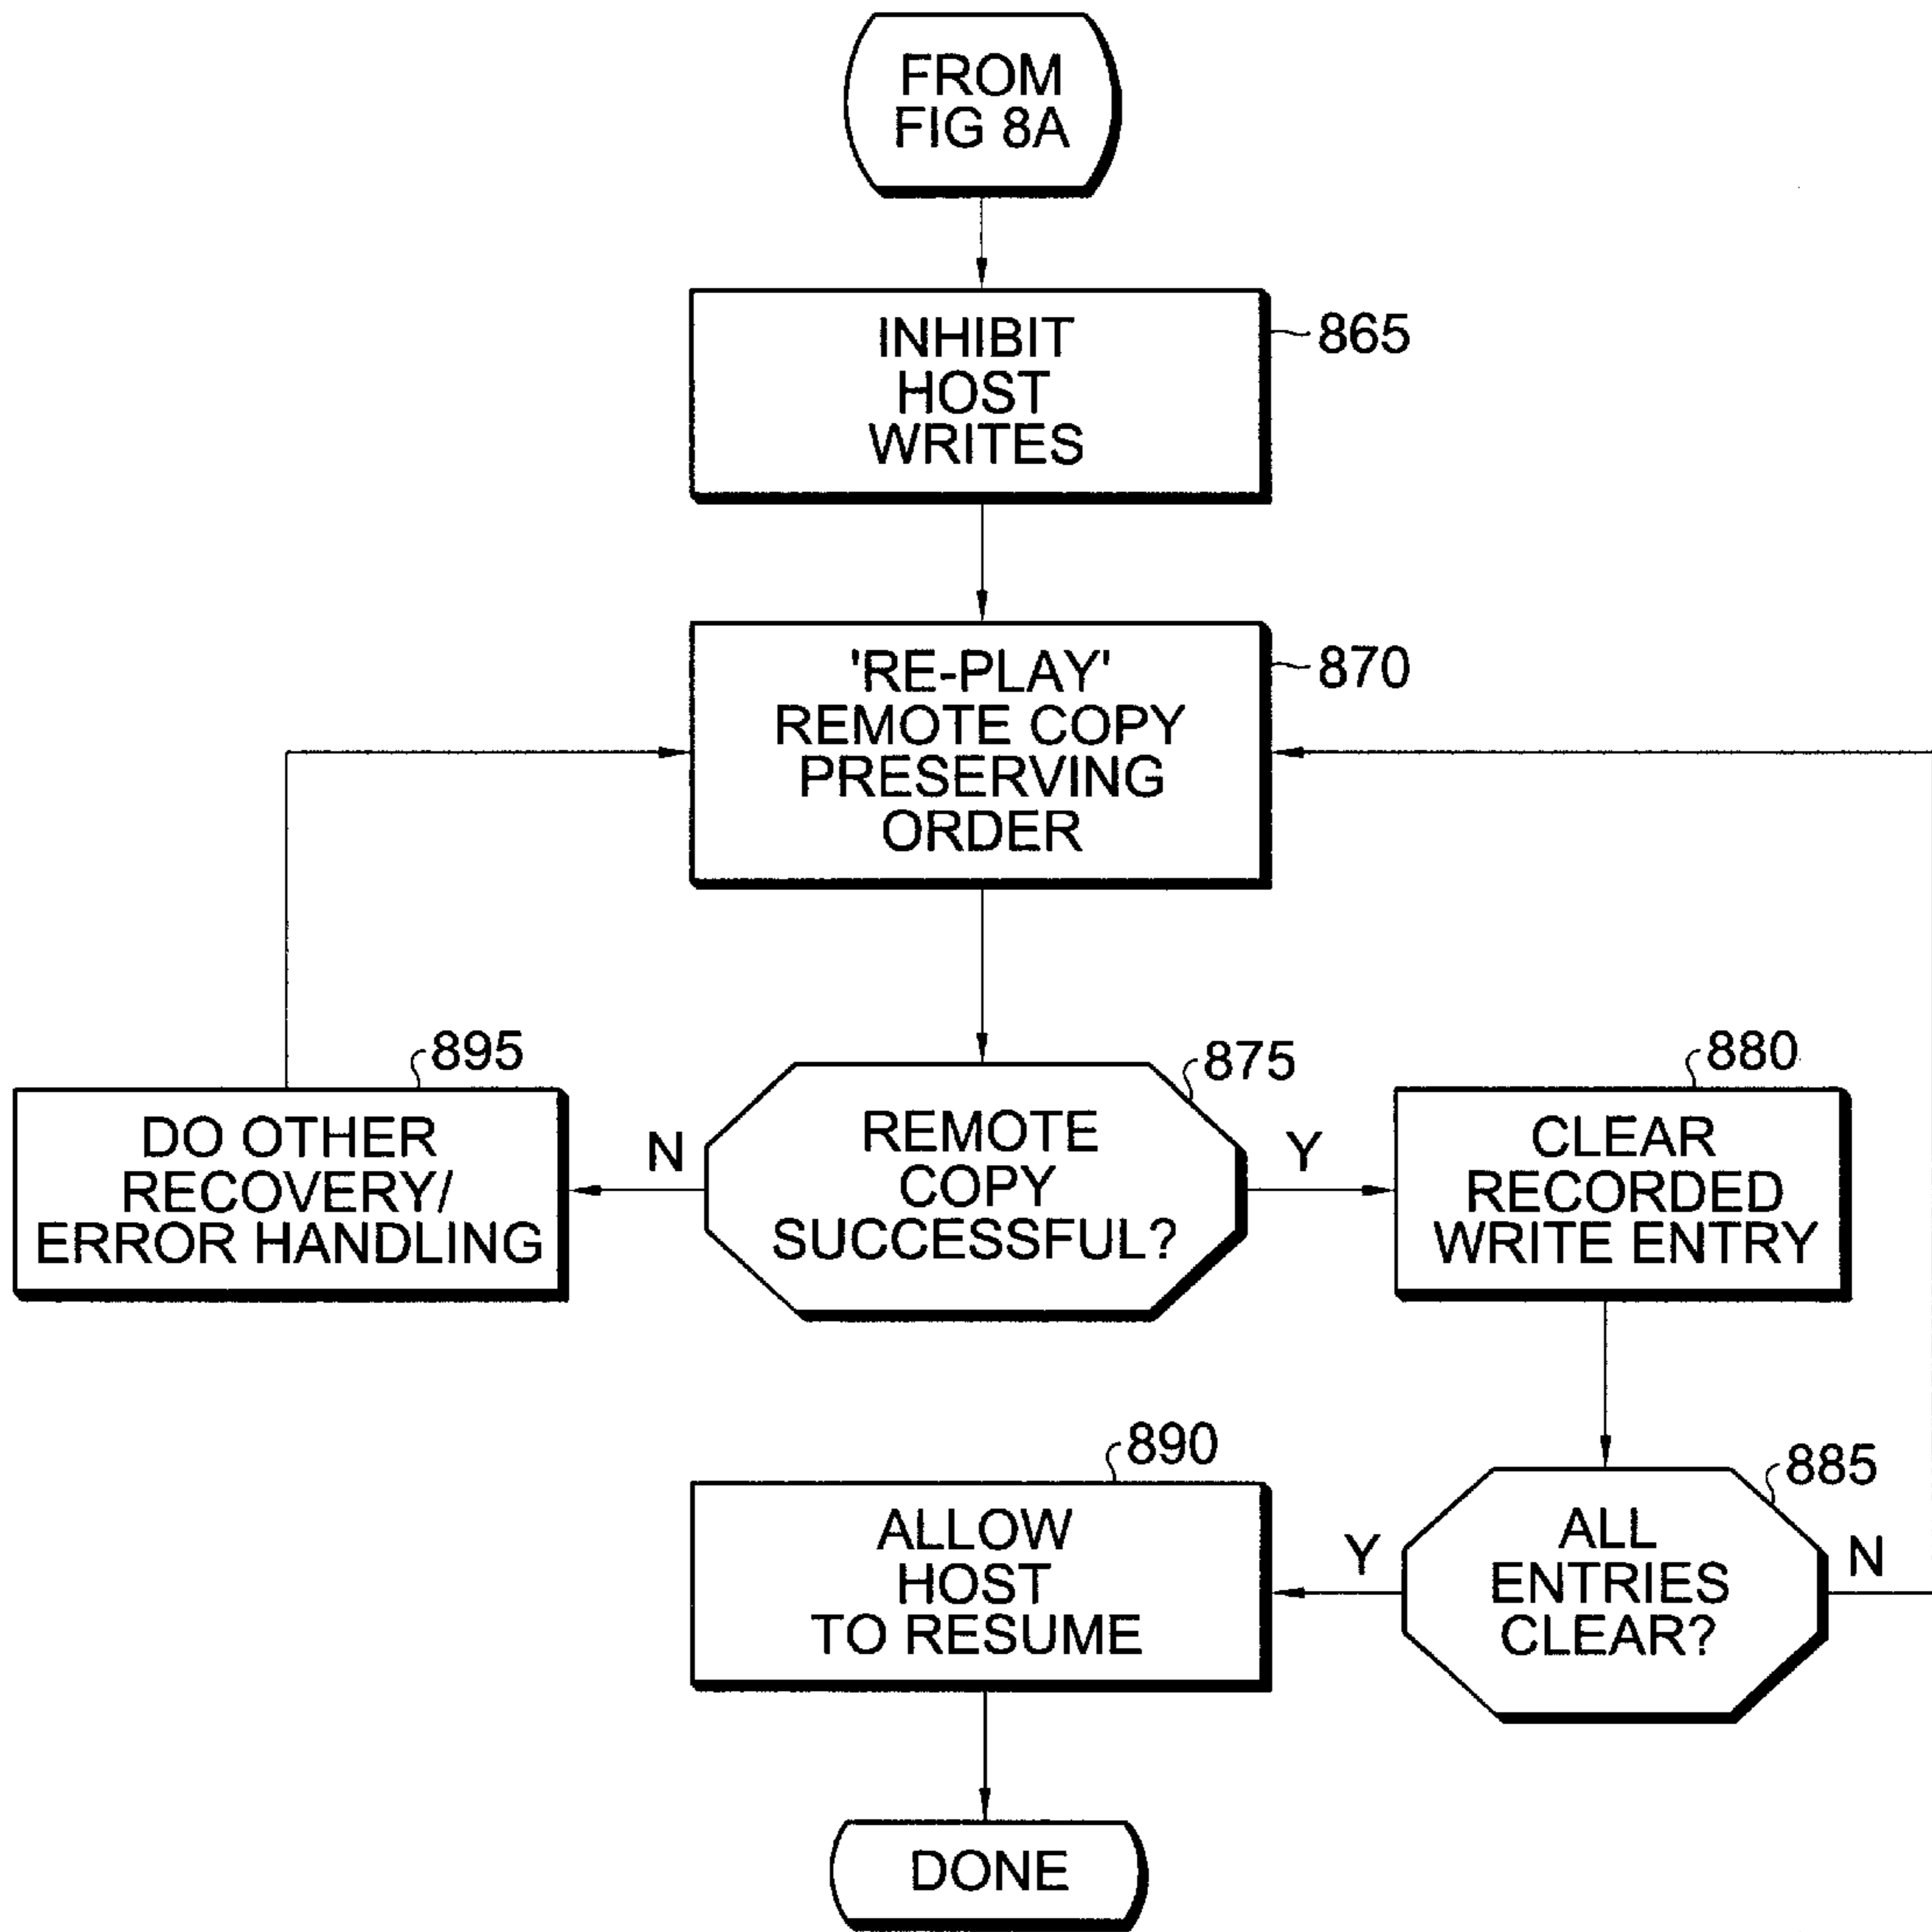 FROM
FIG 8A
INHIBIT
HOST
WRITES
865
'RE-PLAY'
REMOTE COPY
PRESERVING
ORDER
870
895
DO OTHER
RECOVERY/
ERROR HANDLING
N
875
REMOTE
COPY
SUCCESSFUL?
Y
880
CLEAR
RECORDED
WRITE ENTRY
890
ALLOW
HOST
TO RESUME
Y
885
ALL
ENTRIES
CLEAR?
N
DONE